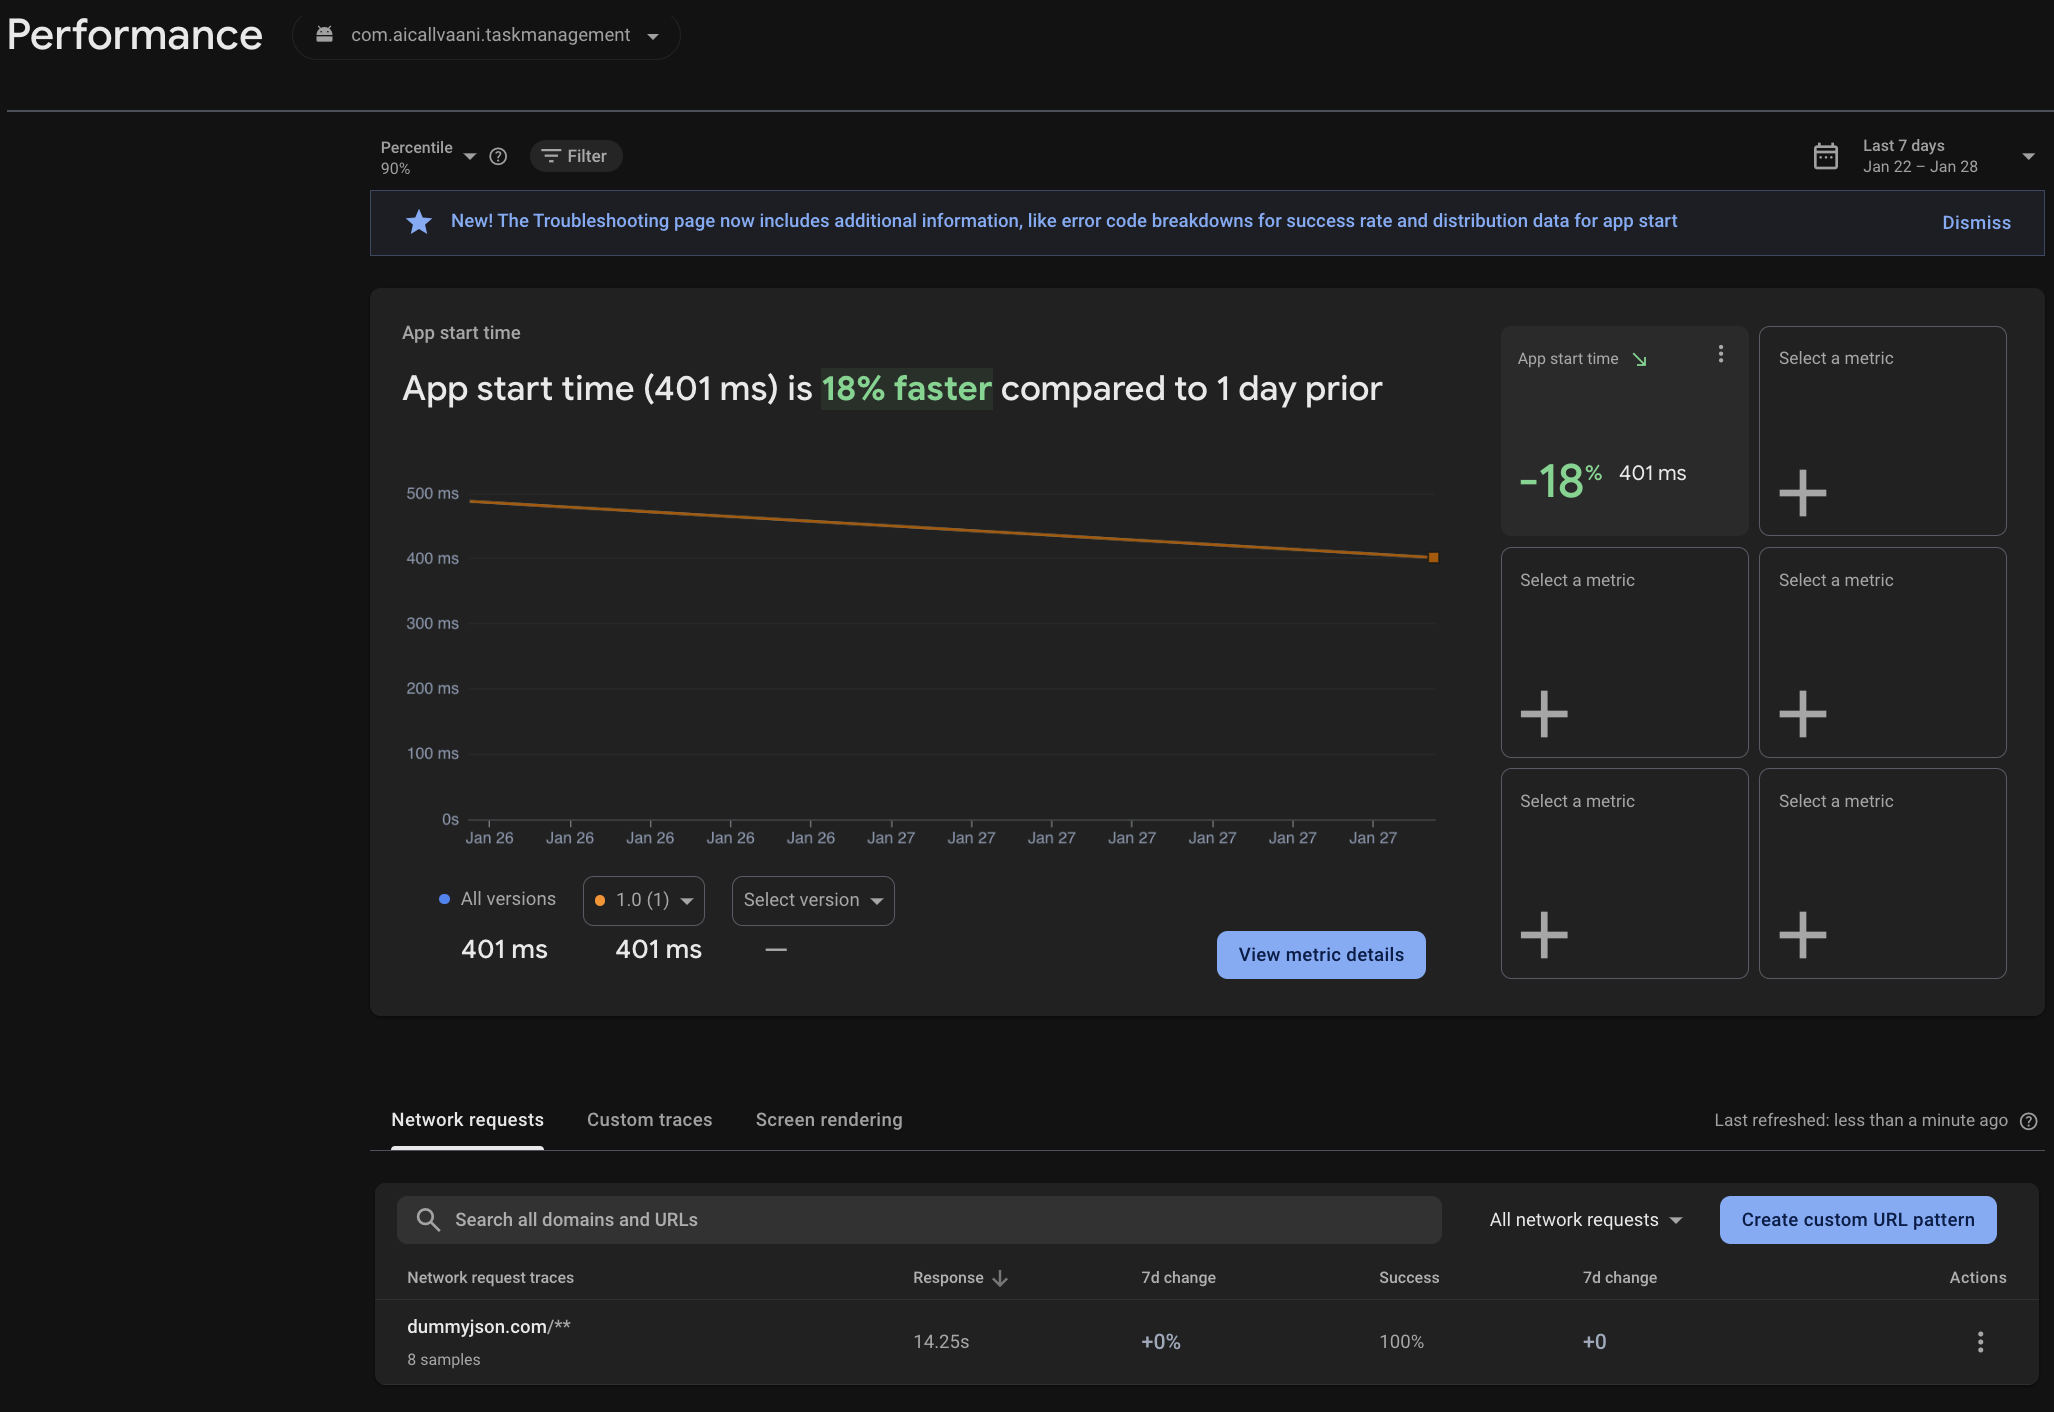 Performance
com.aicallvaani.taskmanagement
Percentile
90%
Filter
Last 7 days
Jan 22 – Jan 28
New! The Troubleshooting page now includes additional information, like error code breakdowns for success rate and distribution data for app start
Dismiss
App start time
App start time (401 ms) is 18% faster compared to 1 day prior
500 ms
400 ms
300 ms
200 ms
100 ms
0s
Jan 26 Jan 26 Jan 26 Jan 26 Jan 26 Jan 27 Jan 27 Jan 27 Jan 27 Jan 27 Jan 27 Jan 27
All versions
1.0 (1)
Select version
401 ms
401 ms
—
View metric details
App start time
-18% 401 ms
Select a metric
Select a metric
Select a metric
Select a metric
Select a metric
Network requests
Custom traces
Screen rendering
Last refreshed: less than a minute ago
Search all domains and URLs
All network requests
Create custom URL pattern
Network request traces Response 7d change Success 7d change Actions
dummyjson.com/**
8 samples
14.25s +0% 100% +0